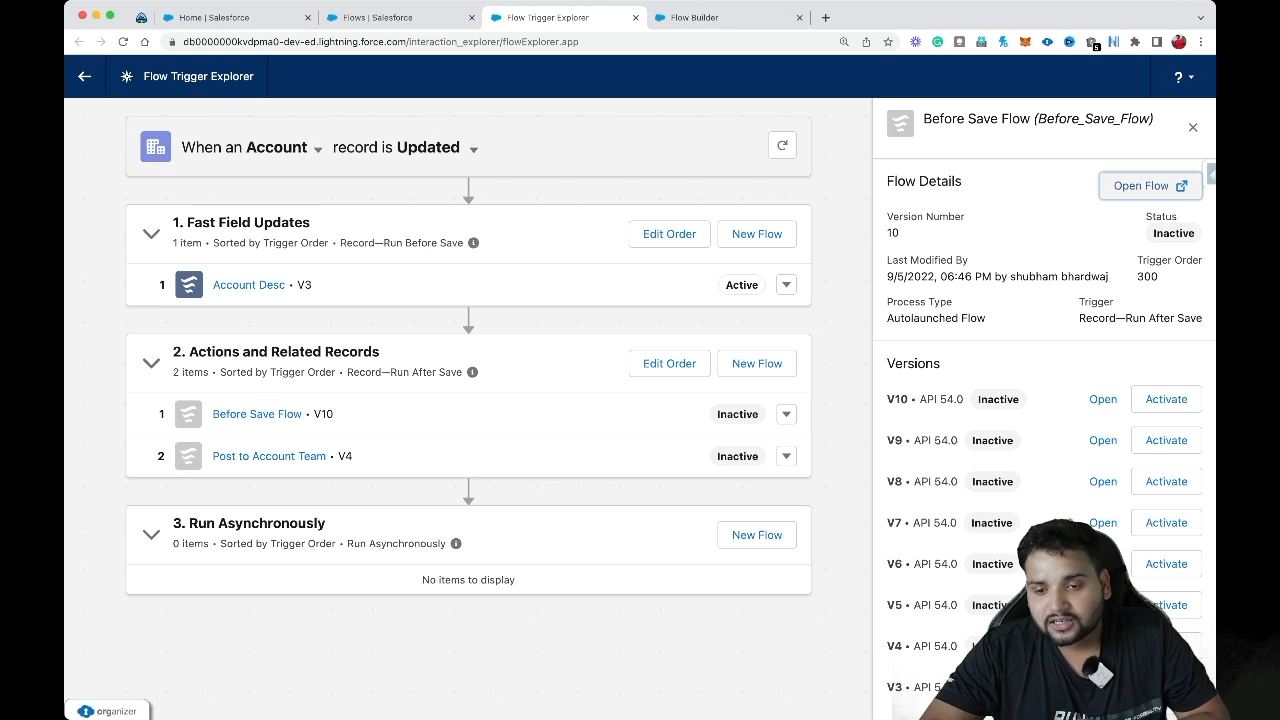 Home | Salesforce
Flows | Salesforce
Flow Trigger Explorer
Flow Builder
db0000000kvdpma0-dev-ed.lightning.force.com/interaction_explorer/flowExplorer.app
5
Flow Trigger Explorer
?
When an Account record is Updated
1. Fast Field Updates
1 item • Sorted by Trigger Order • Record—Run Before Save
Edit Order
New Flow
1 Account Desc • V3
Active
2. Actions and Related Records
2 items • Sorted by Trigger Order • Record—Run After Save
Edit Order
New Flow
1 Before Save Flow • V10
Inactive
2 Post to Account Team • V4
Inactive
3. Run Asynchronously
0 items • Sorted by Trigger Order • Run Asynchronously
New Flow
No items to display
organizer
Before Save Flow (Before_Save_Flow)
Flow Details
Open Flow
Version Number
10
Status
Inactive
Last Modified By
9/5/2022, 06:46 PM by shubham bhardwaj
Trigger Order
300
Process Type
Autolaunched Flow
Trigger
Record—Run After Save
Versions
V10 • API 54.0 Inactive Open Activate
V9 • API 54.0 Inactive Open Activate
V8 • API 54.0 Inactive Open Activate
V7 • API 54.0 Inactive Open Activate
V6 • API 54.0 Inactive Activate
V5 • API 54.0
V4 • API 54.0
V3 • API